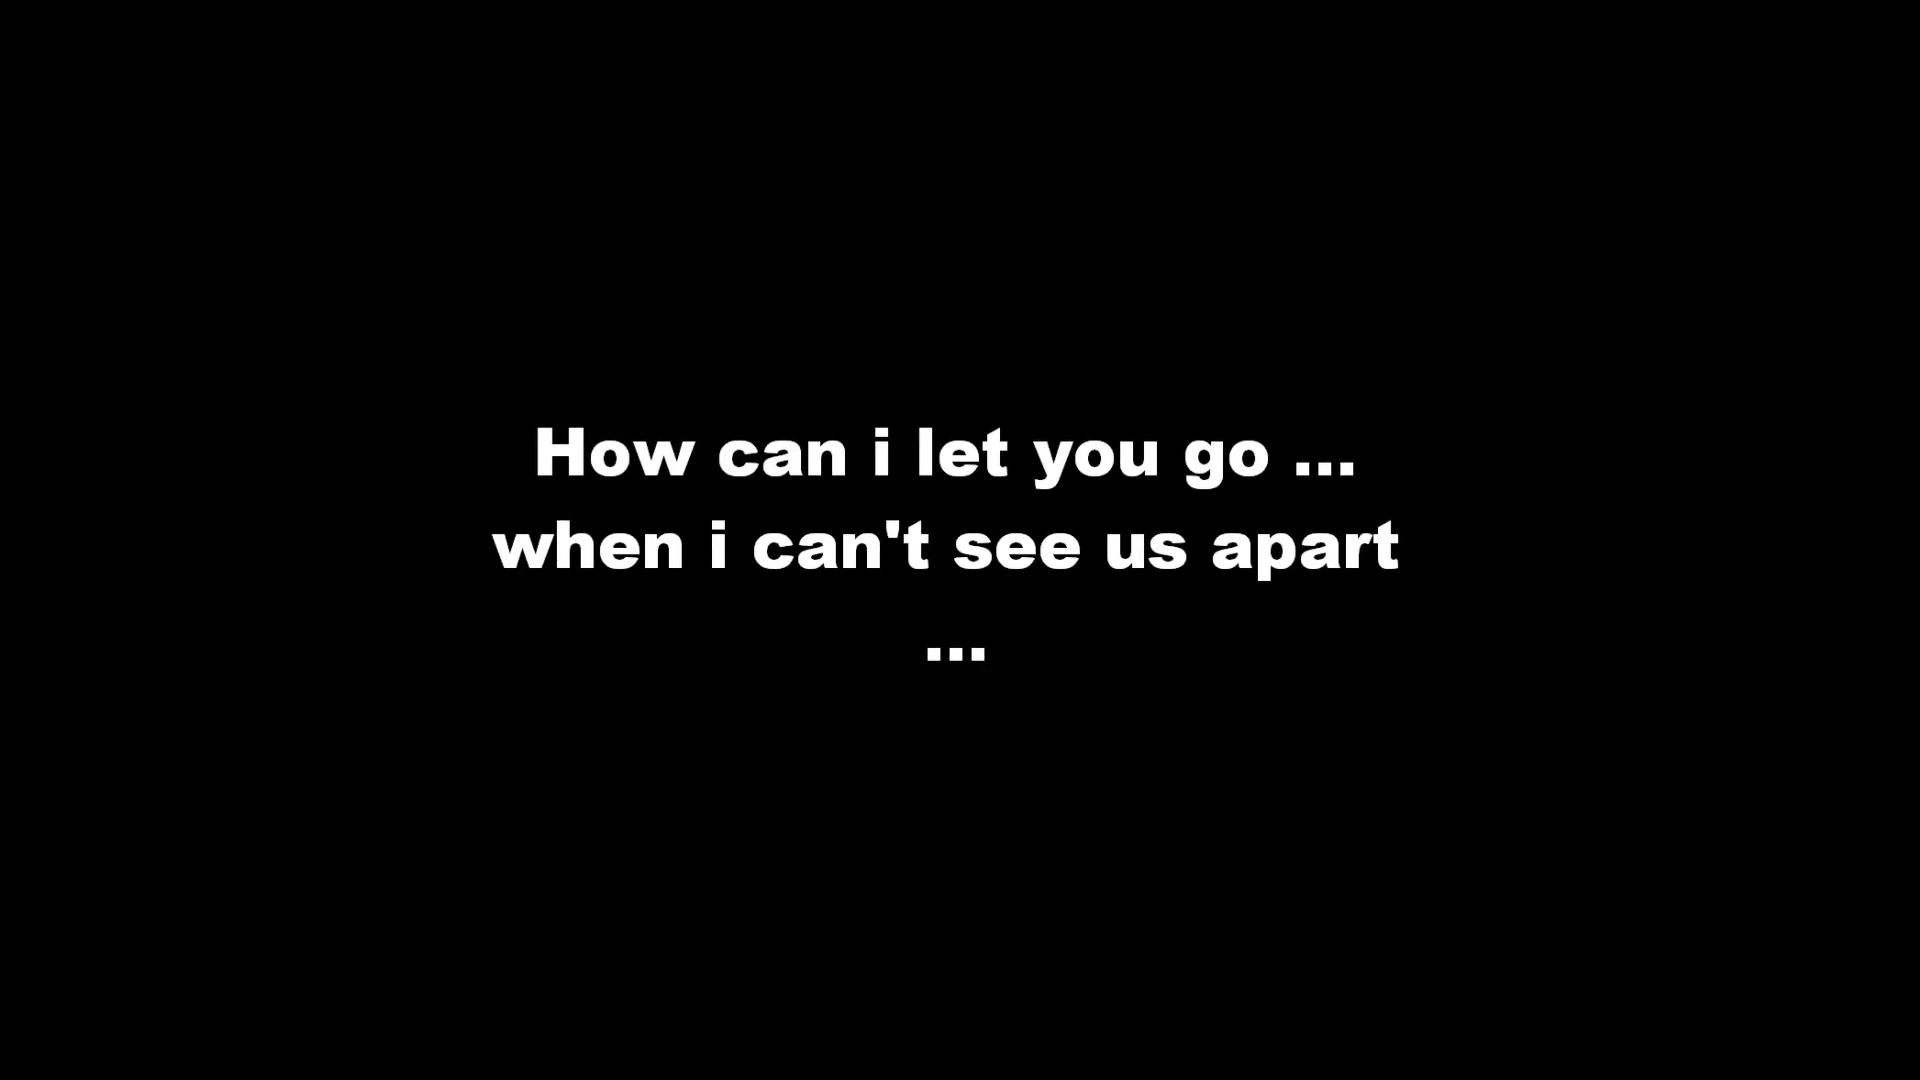 How can i let you go ...
when i can't see us apart
...